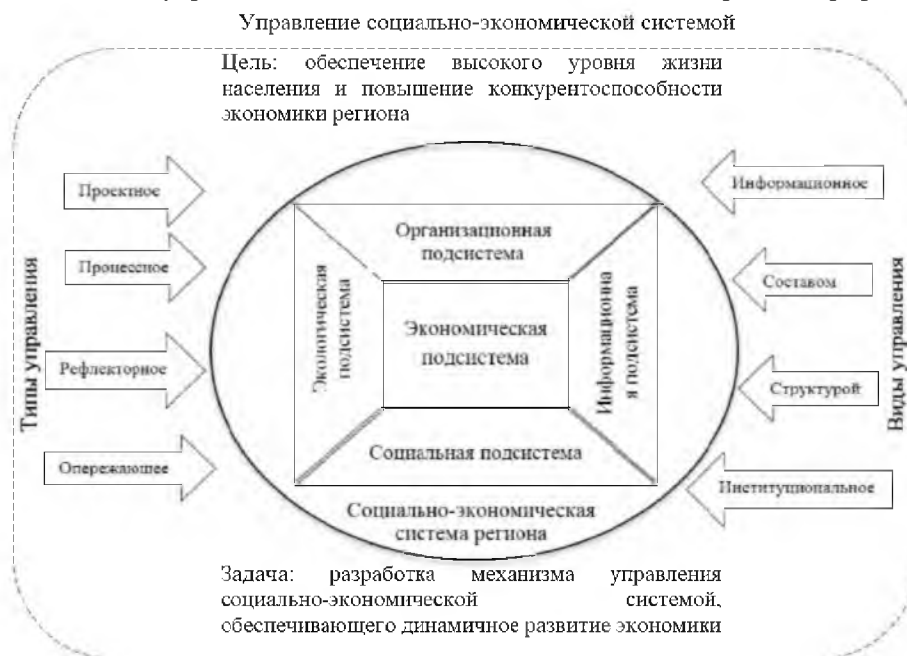 Управление социально-экономической системой
Цель: обеспечение высокого уровня жизни
населения и повышение конкурентоспособности
экономики региона
Типы управления
Проектное
Процессное
Рефлекторное
Опережающее
Организационная
подсистема
Экологическая
подсистема
Экономическая
подсистема
Информационна
я подсистема
Социальная подсистема
Социально-экономическая
система региона
Информационное
Составом
Структурой
Институциональное
Виды управления
Задача: разработка механизма управления
социально-экономической системой,
обеспечивающего динамичное развитие экономики